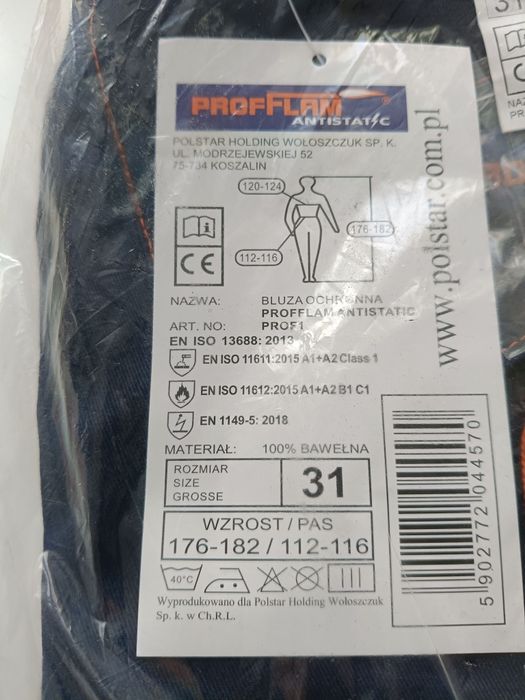 PROFFLAM®
ANTISTATIC
POLSTAR HOLDING WOŁOSZCZUK SP. K.
UL. MODRZEJEWSKIEJ 52
75-734 KOSZALIN
120-124
176-182
112-116
CE
www.polstar.com.pl
NAZWA: BLUZA OCHRONNA
PROFFLAM ANTISTATIC
ART. NO: PROF1
EN ISO 13688: 2013
EN ISO 11611:2015 A1+A2 Class 1
EN ISO 11612:2015 A1+A2 B1 C1
EN 1149-5: 2018
MATERIAŁ: 100% BAWEŁNA
ROZMIAR
SIZE
GROSSE
31
WZROST / PAS
176-182 / 112-116
40°C
Wyprodukowano dla Polstar Holding Wołoszczuk
Sp. k. w Ch.R.L.
5 902772 044570